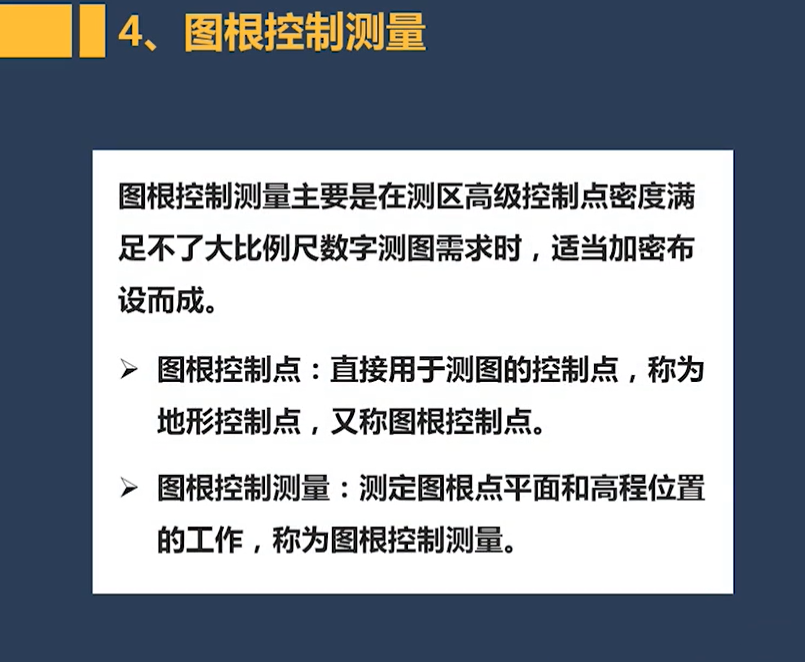 4、图根控制测量
图根控制测量主要是在测区高级控制点密度满
足不了大比例尺数字测图需求时，适当加密布
设而成。
➢ 图根控制点：直接用于测图的控制点，称为
地形控制点，又称图根控制点。
➢ 图根控制测量：测定图根点平面和高程位置
的工作，称为图根控制测量。